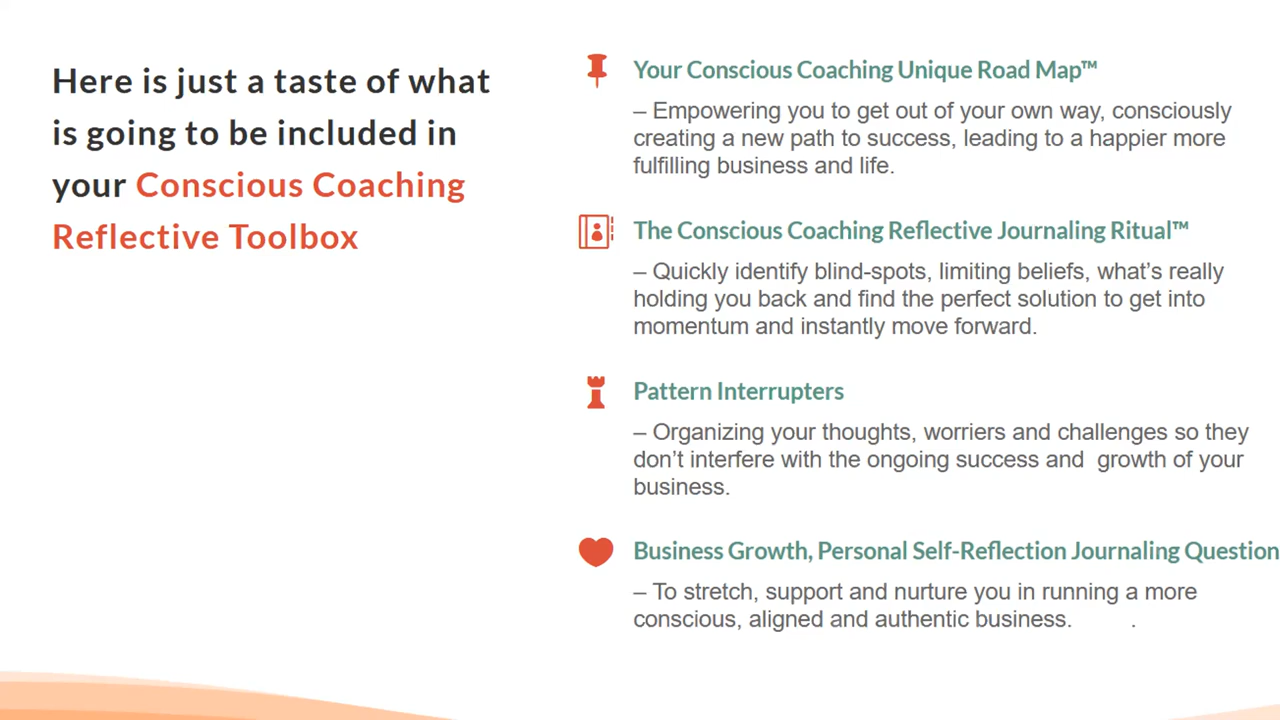 Here is just a taste of what
is going to be included in
your Conscious Coaching
Reflective Toolbox
Your Conscious Coaching Unique Road Map™
– Empowering you to get out of your own way, consciously
creating a new path to success, leading to a happier more
fulfilling business and life.
The Conscious Coaching Reflective Journaling Ritual™
– Quickly identify blind-spots, limiting beliefs, what’s really
holding you back and find the perfect solution to get into
momentum and instantly move forward.
Pattern Interrupters
– Organizing your thoughts, worriers and challenges so they
don’t interfere with the ongoing success and  growth of your
business.
Business Growth, Personal Self-Reflection Journaling Question
– To stretch, support and nurture you in running a more
conscious, aligned and authentic business. .